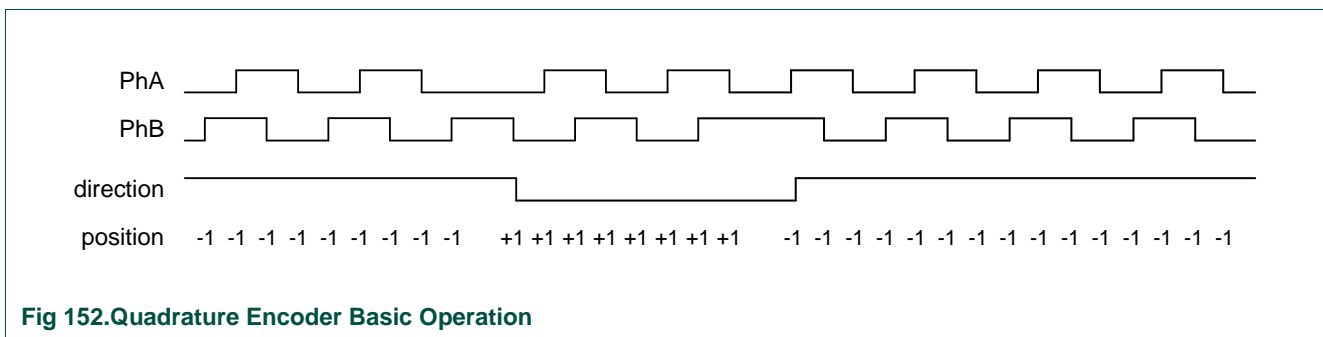 PhA
PhB
direction
position -1 -1 -1 -1 -1 -1 -1 -1 -1 +1 +1 +1 +1 +1 +1 +1 +1 -1 -1 -1 -1 -1 -1 -1 -1 -1 -1 -1 -1 -1 -1 -1
Fig 152.Quadrature Encoder Basic Operation